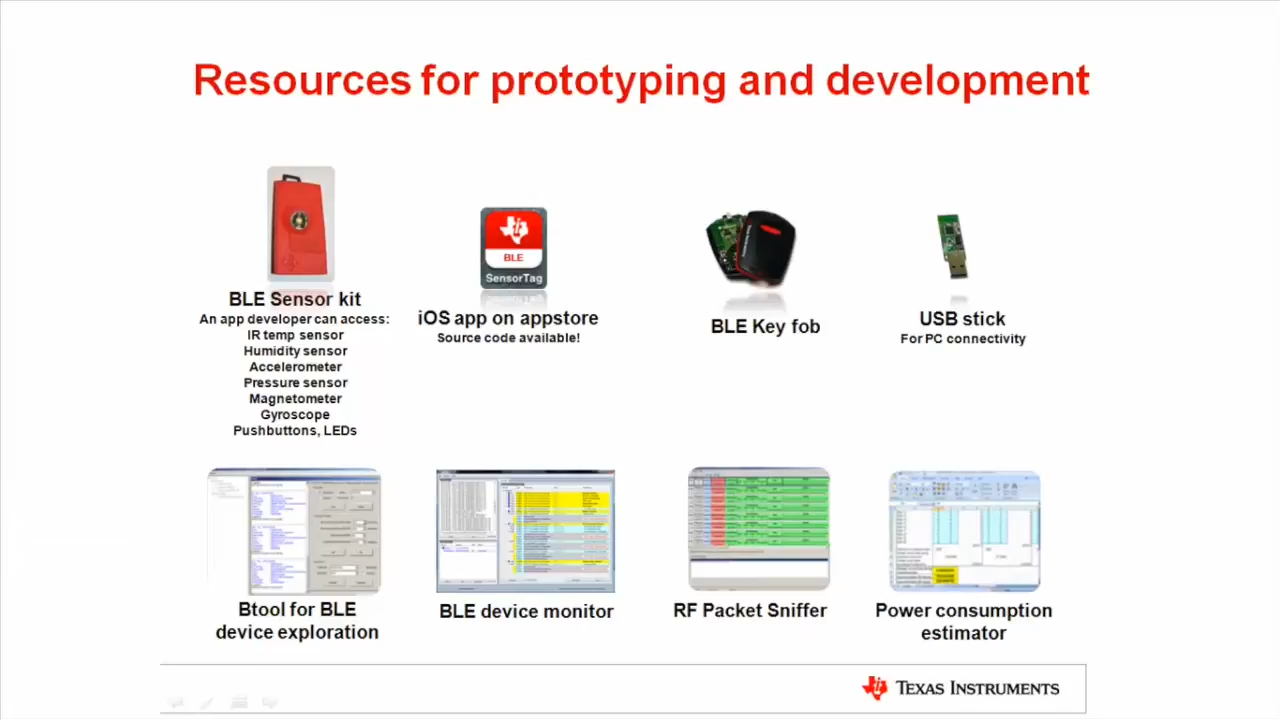 Resources for prototyping and development
BLE
SensorTag
BLE Sensor kit
An app developer can access:
IR temp sensor
Humidity sensor
Accelerometer
Pressure sensor
Magnetometer
Gyroscope
Pushbuttons, LEDs
iOS app on appstore
Source code available!
BLE Key fob
USB stick
For PC connectivity
Btool for BLE
device exploration
BLE device monitor
RF Packet Sniffer
Power consumption
estimator
TEXAS INSTRUMENTS